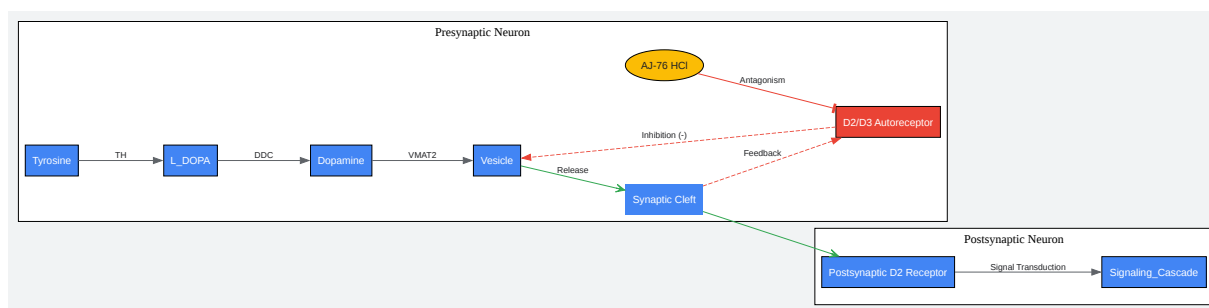 Presynaptic Neuron
AJ-76 HCl
Antagonism
D2/D3 Autoreceptor
Inhibition (-)
Feedback
Tyrosine
TH
L_DOPA
DDC
Dopamine
VMAT2
Vesicle
Release
Synaptic Cleft
Postsynaptic Neuron
Postsynaptic D2 Receptor
Signal Transduction
Signaling_Cascade